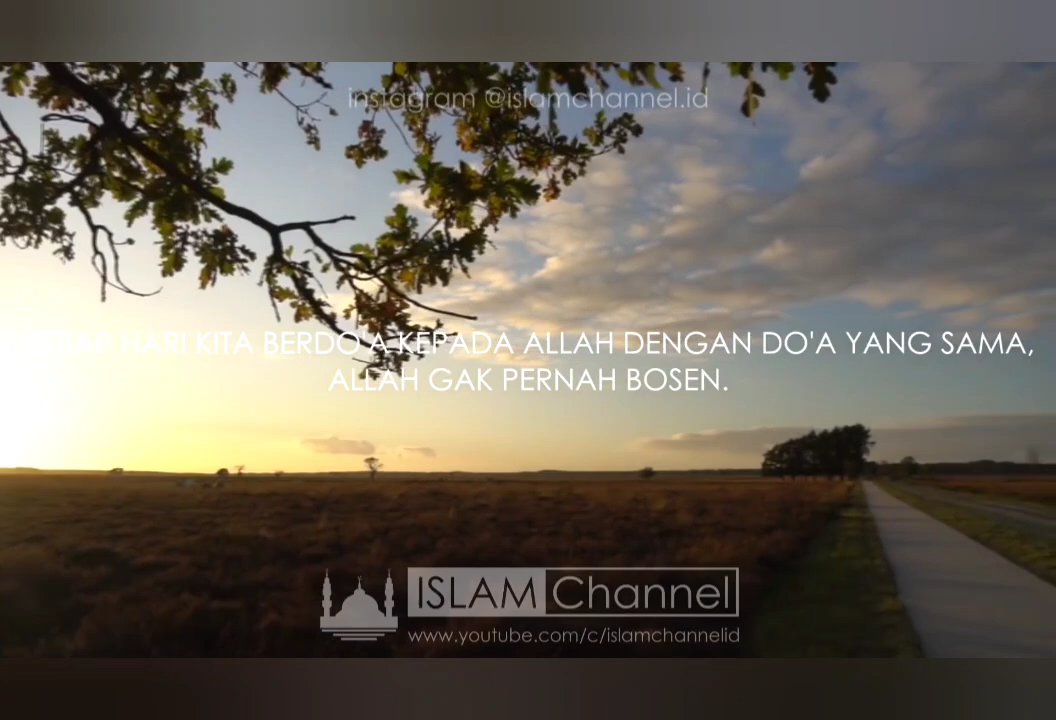 instagram @islamchannel.id
HARI KITA BERDO'A KEPADA ALLAH DENGAN DO'A YANG SAMA,
ALLAH GAK PERNAH BOSEN.
ISLAM Channel
www.youtube.com/c/islamchannelid